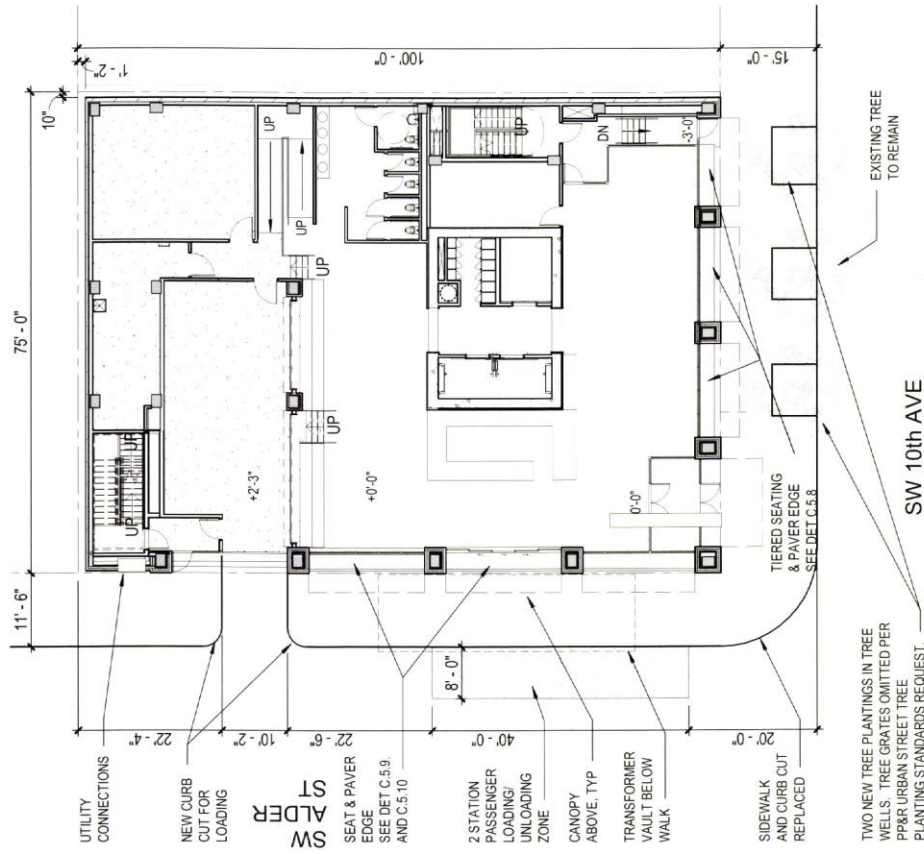 75' - 0"
10"
1' - 2"
100' - 0"
15' - 0"
11' - 6"
UP
UP
UP
UP
UP
UP
UP
DN
-3'-0"
+2'-3"
+0'-0"
0'-0"
8' - 0"
22' - 4"
10' - 2"
22' - 6"
40' - 0"
20' - 0"
UTILITY
CONNECTIONS
NEW CURB
CUT FOR
LOADING
SW
ALDER
ST
SEAT & PAVER
EDGE
SEE DET C.5.9.
AND C.5.10
2 STATION
PASSENGER
LOADING/
UNLOADING
ZONE
CANOPY
ABOVE, TYP
TRANSFORMER
VAULT BELOW
WALK
SIDEWALK
AND CURB CUT
REPLACED
TIERED SEATING
& PAVER EDGE
SEE DET C.5.8
EXISTING TREE
TO REMAIN
SW 10th AVE
TWO NEW TREE PLANTINGS IN TREE
WELLS. TREE GRATES OMITTED PER
PP&R URBAN STREET TREE
PLANTING STANDARDS REQUEST.